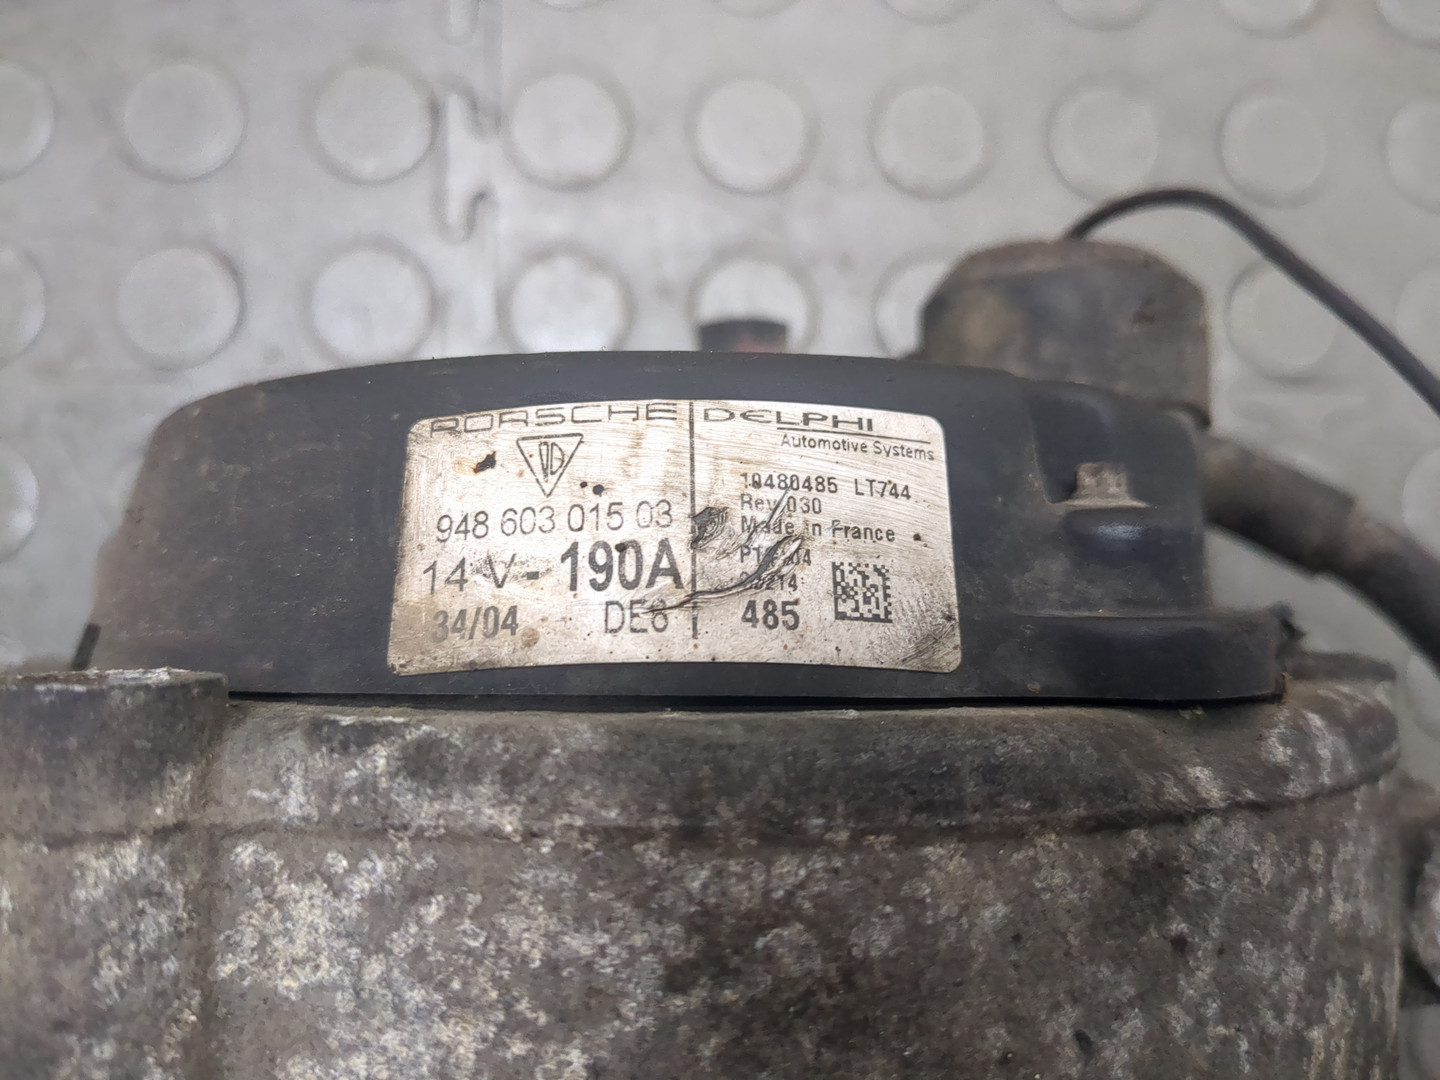 PORSCHE
948 603 015 03
14 V - 190A
34/04 DE6
DELPHI
Automotive Systems
10480485 LT744
Rev 030
Made in France
485